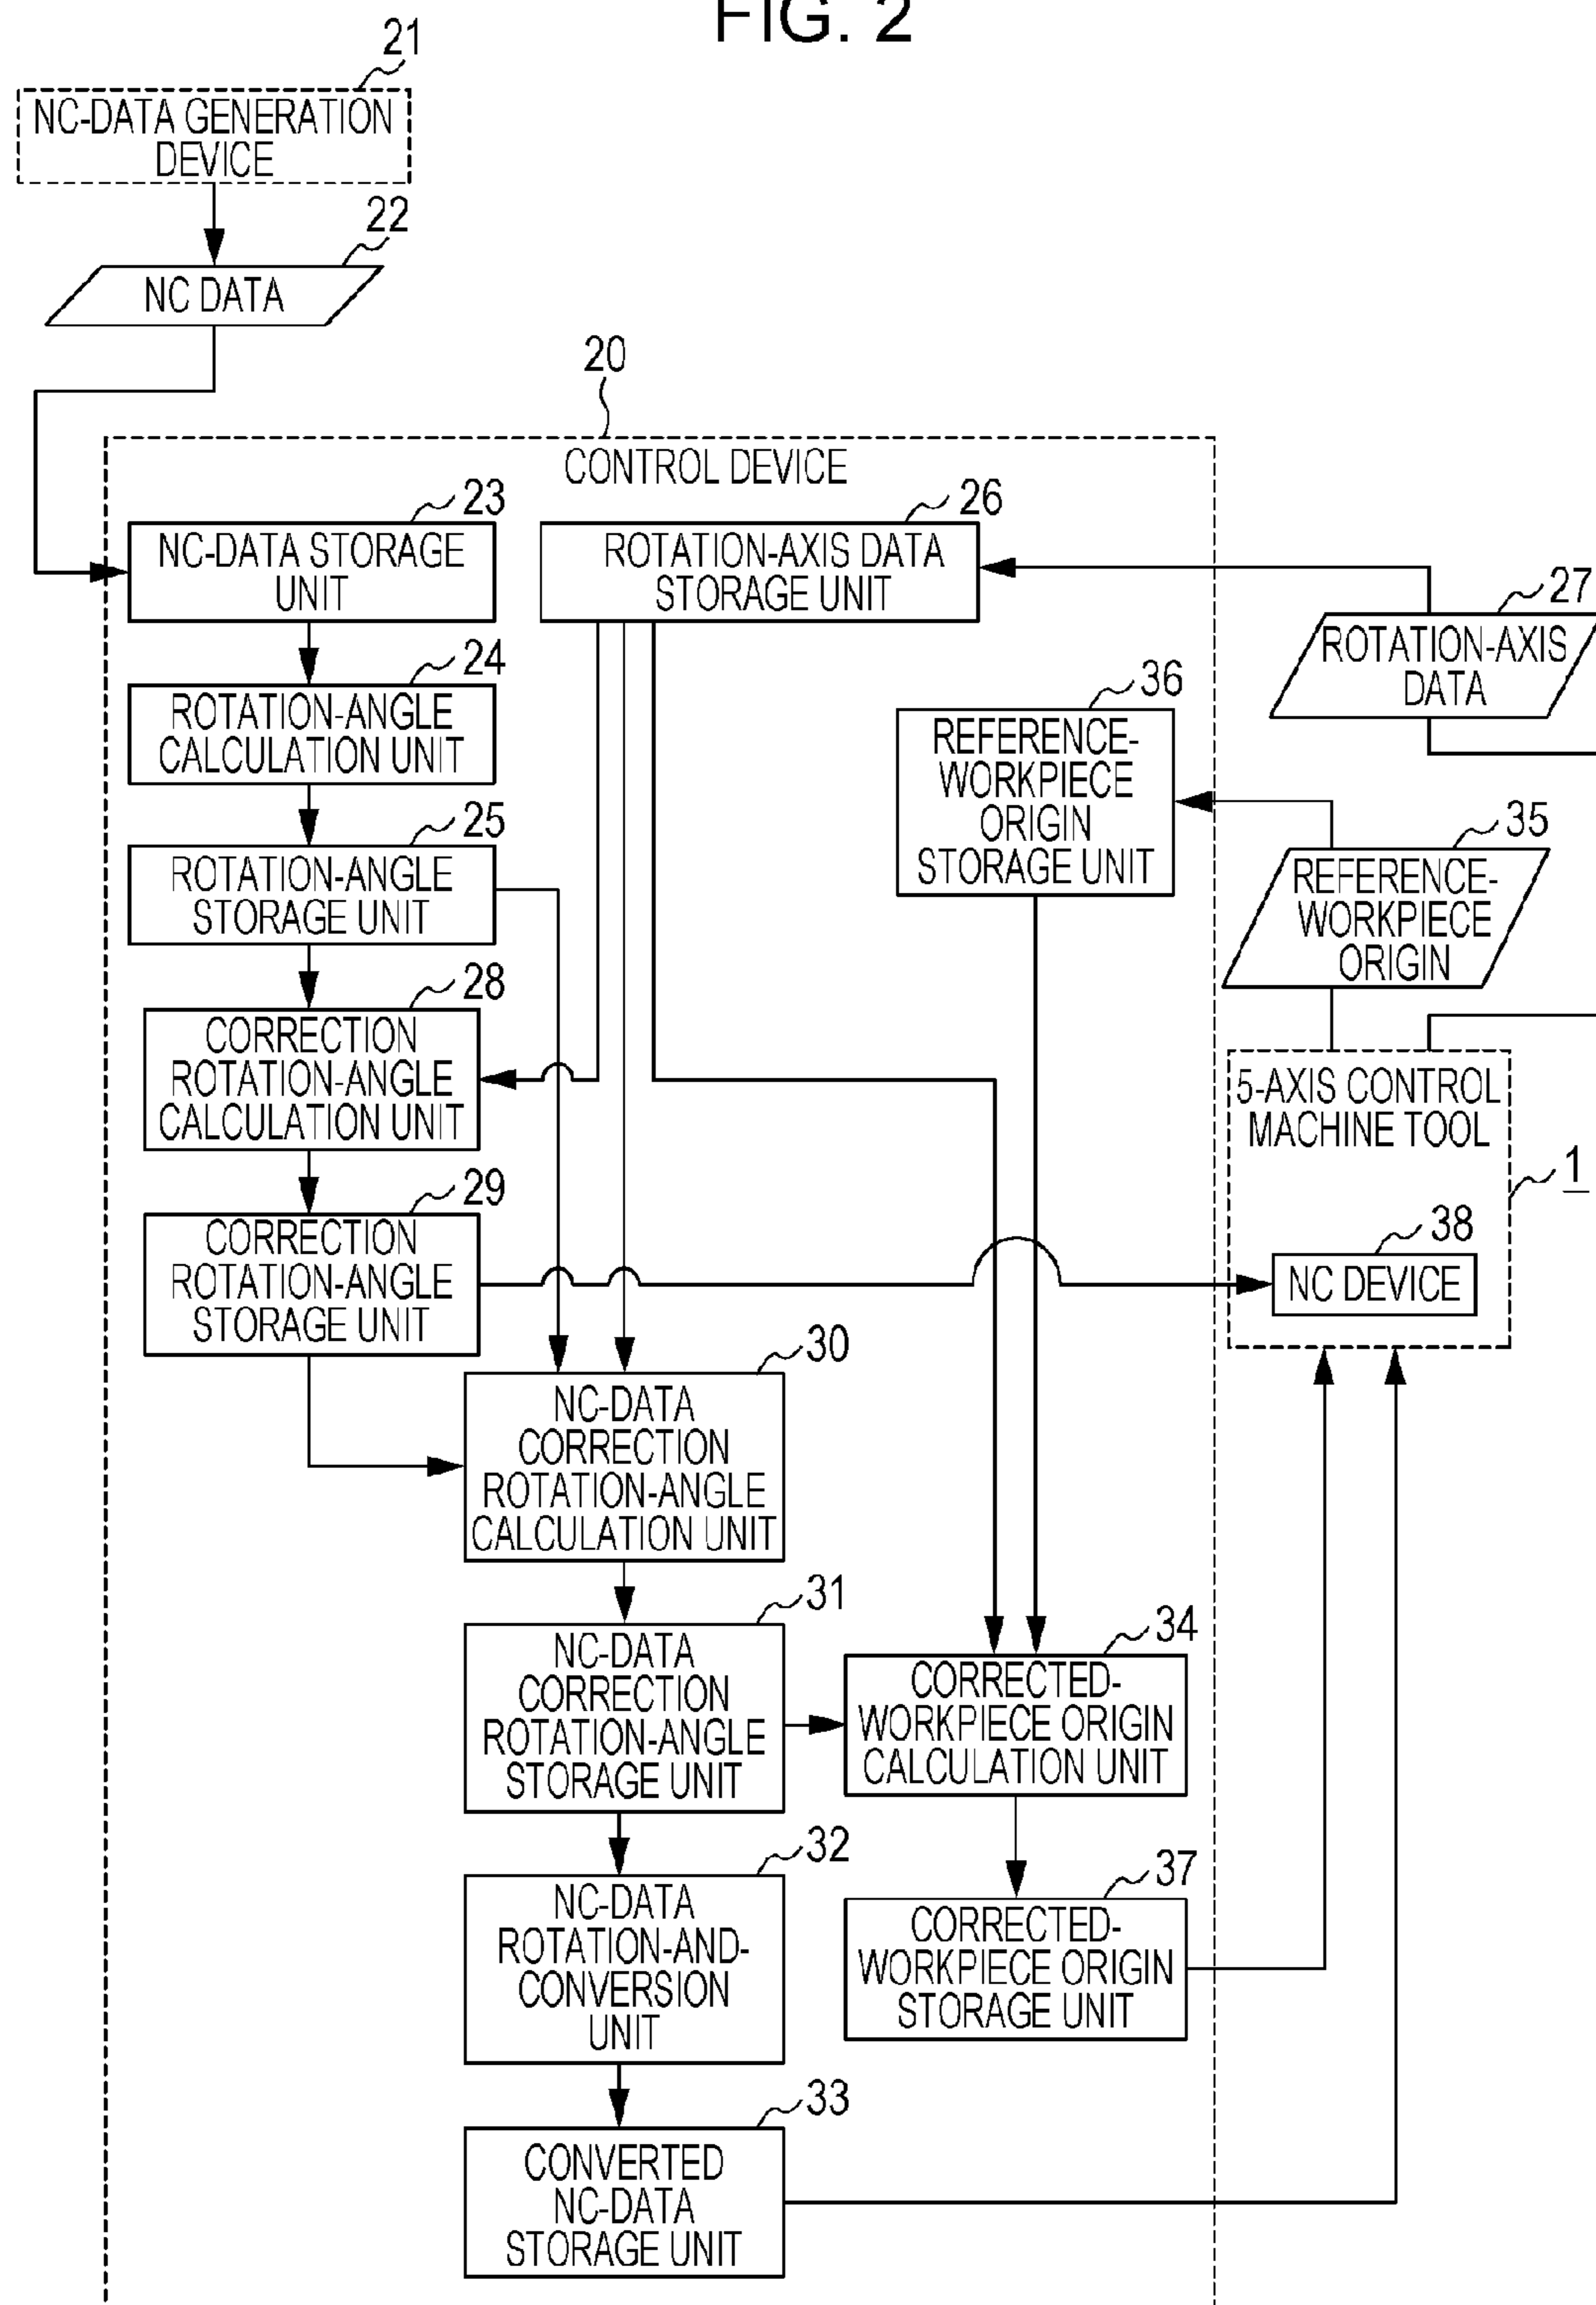 FIG. 2
21
NC-DATA GENERATION
DEVICE
22
NC DATA
20
CONTROL DEVICE
23
NC-DATA STORAGE
UNIT
26
ROTATION-AXIS DATA
STORAGE UNIT
27
ROTATION-AXIS
DATA
24
ROTATION-ANGLE
CALCULATION UNIT
36
REFERENCE-
WORKPIECE
ORIGIN
STORAGE UNIT
25
ROTATION-ANGLE
STORAGE UNIT
35
REFERENCE-
WORKPIECE
ORIGIN
28
CORRECTION
ROTATION-ANGLE
CALCULATION UNIT
5-AXIS CONTROL
MACHINE TOOL
1
29
CORRECTION
ROTATION-ANGLE
STORAGE UNIT
38
NC DEVICE
30
NC-DATA
CORRECTION
ROTATION-ANGLE
CALCULATION UNIT
31
NC-DATA
CORRECTION
ROTATION-ANGLE
STORAGE UNIT
34
CORRECTED-
WORKPIECE ORIGIN
CALCULATION UNIT
32
NC-DATA
ROTATION-AND-
CONVERSION
UNIT
37
CORRECTED-
WORKPIECE ORIGIN
STORAGE UNIT
33
CONVERTED
NC-DATA
STORAGE UNIT